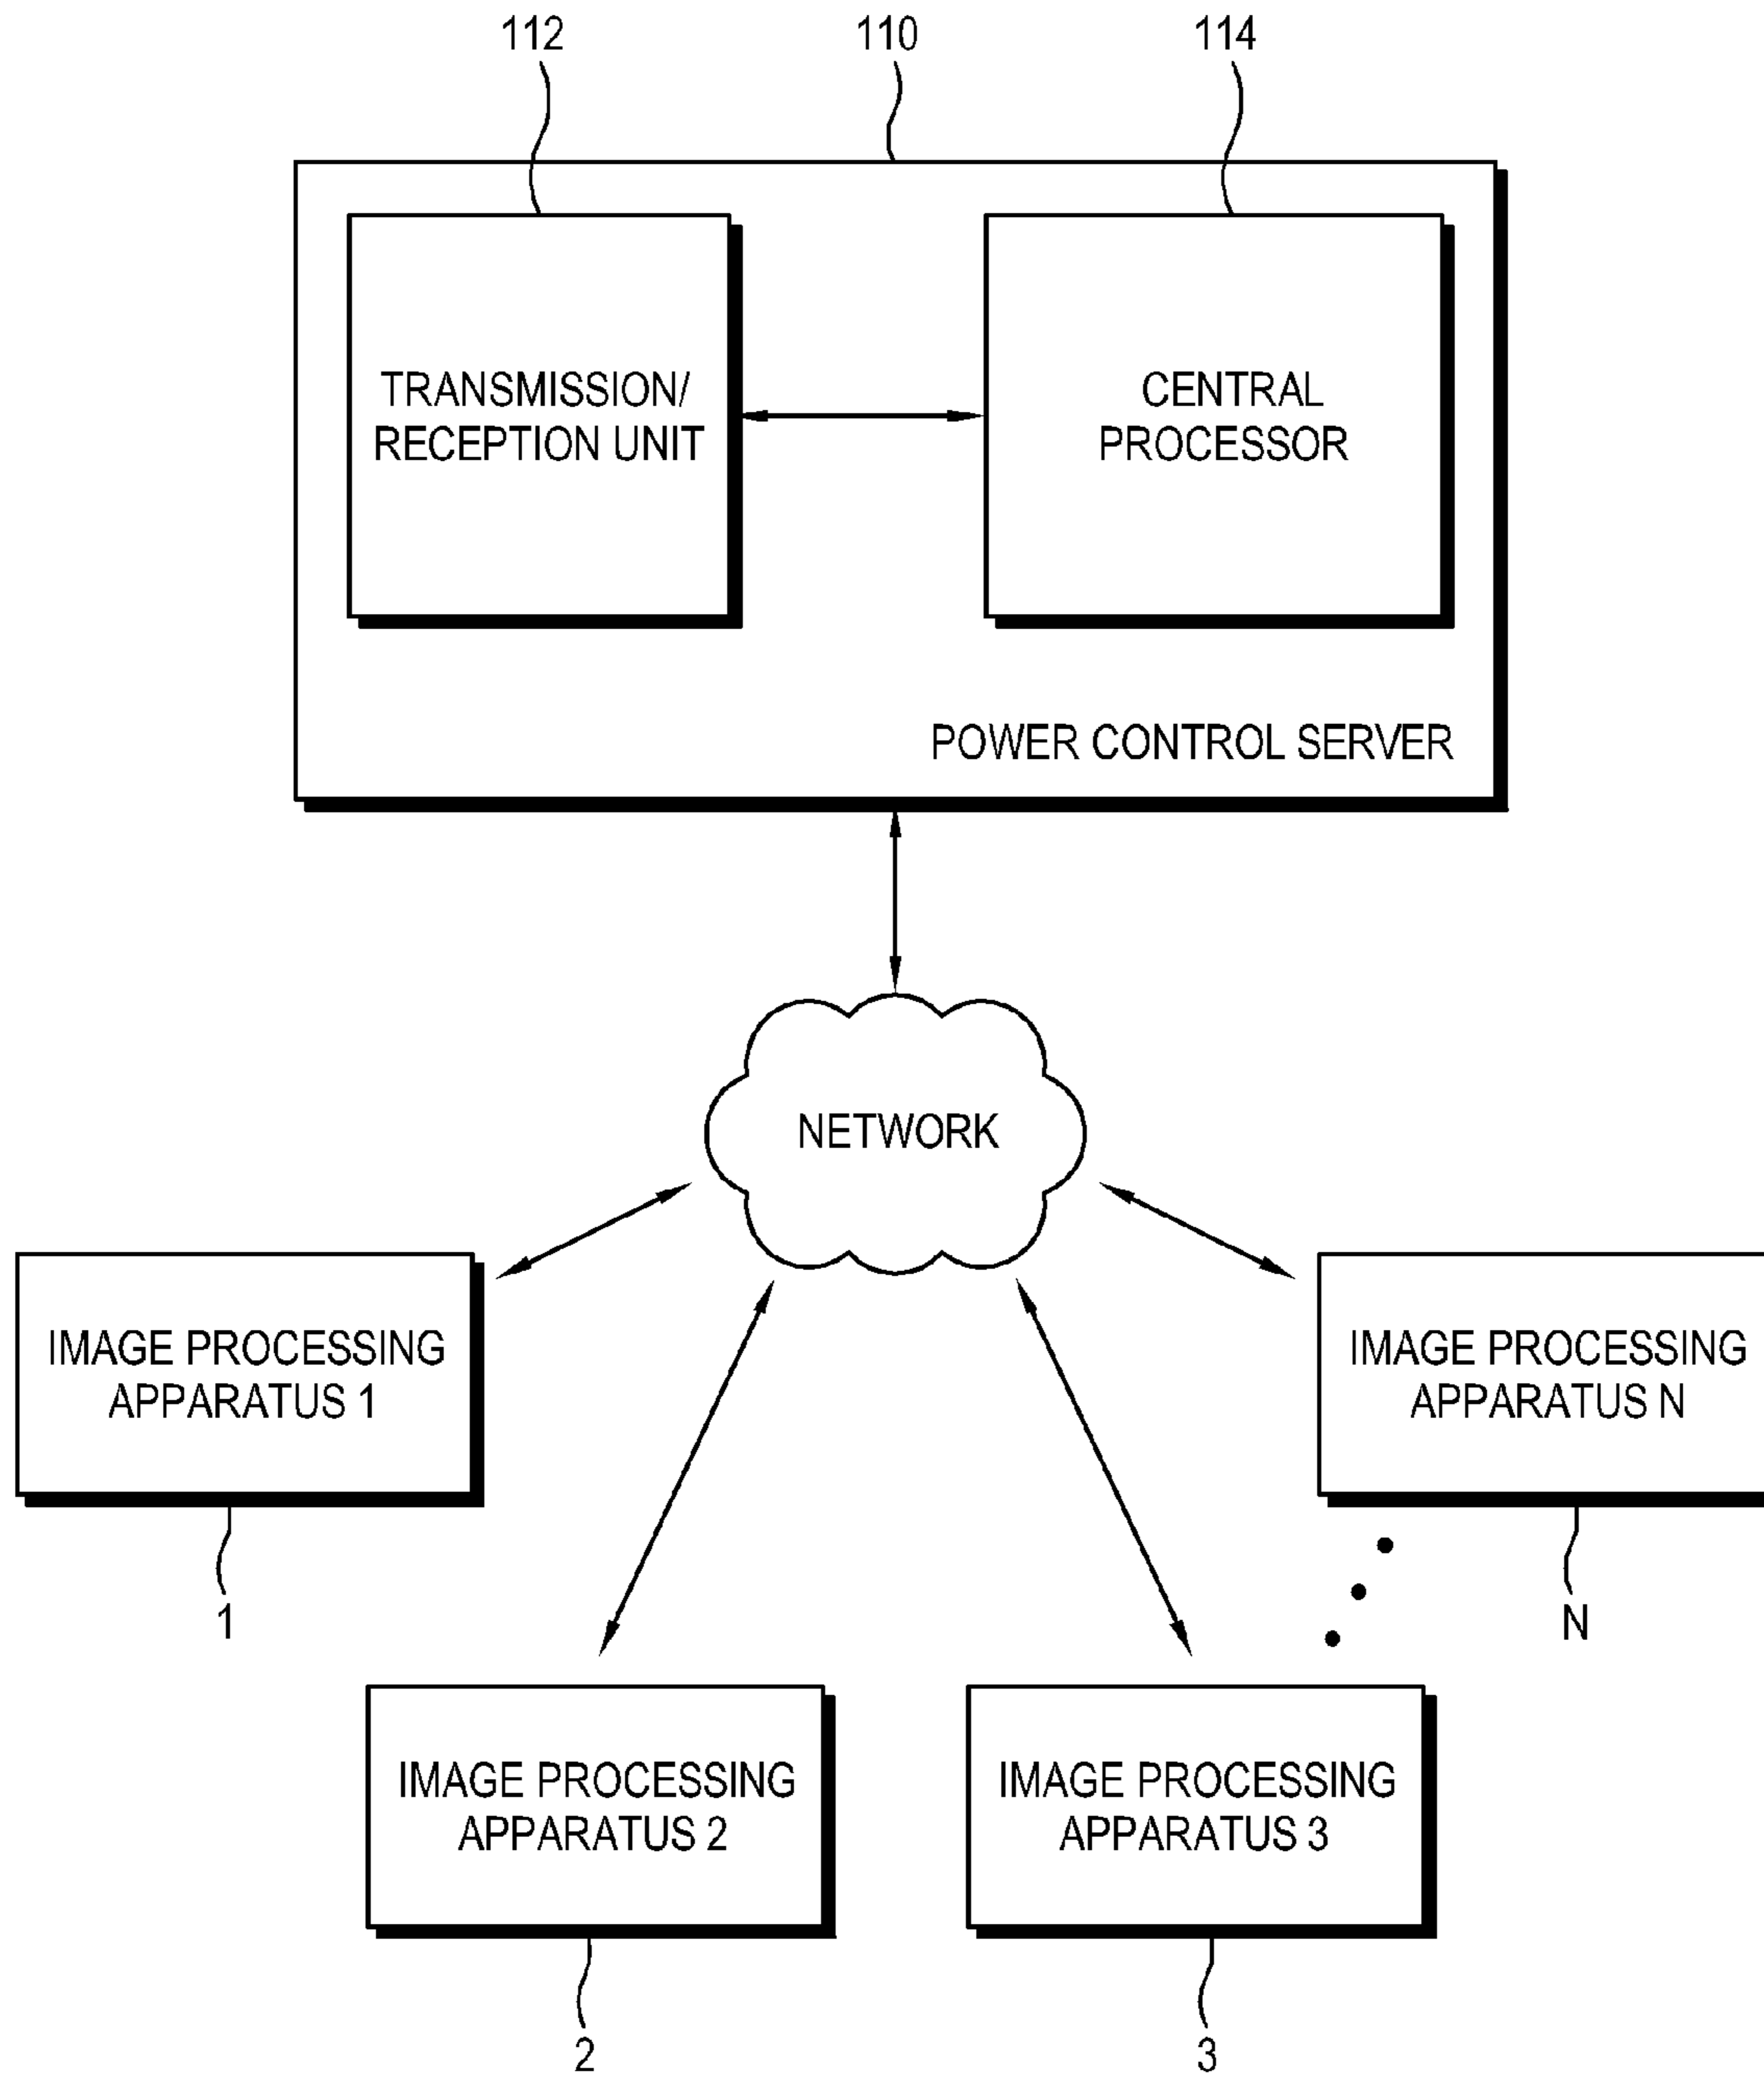 112
110
114
TRANSMISSION/
RECEPTION UNIT
CENTRAL
PROCESSOR
POWER CONTROL SERVER
NETWORK
IMAGE PROCESSING
APPARATUS 1
IMAGE PROCESSING
APPARATUS N
1
N
IMAGE PROCESSING
APPARATUS 2
IMAGE PROCESSING
APPARATUS 3
2
3